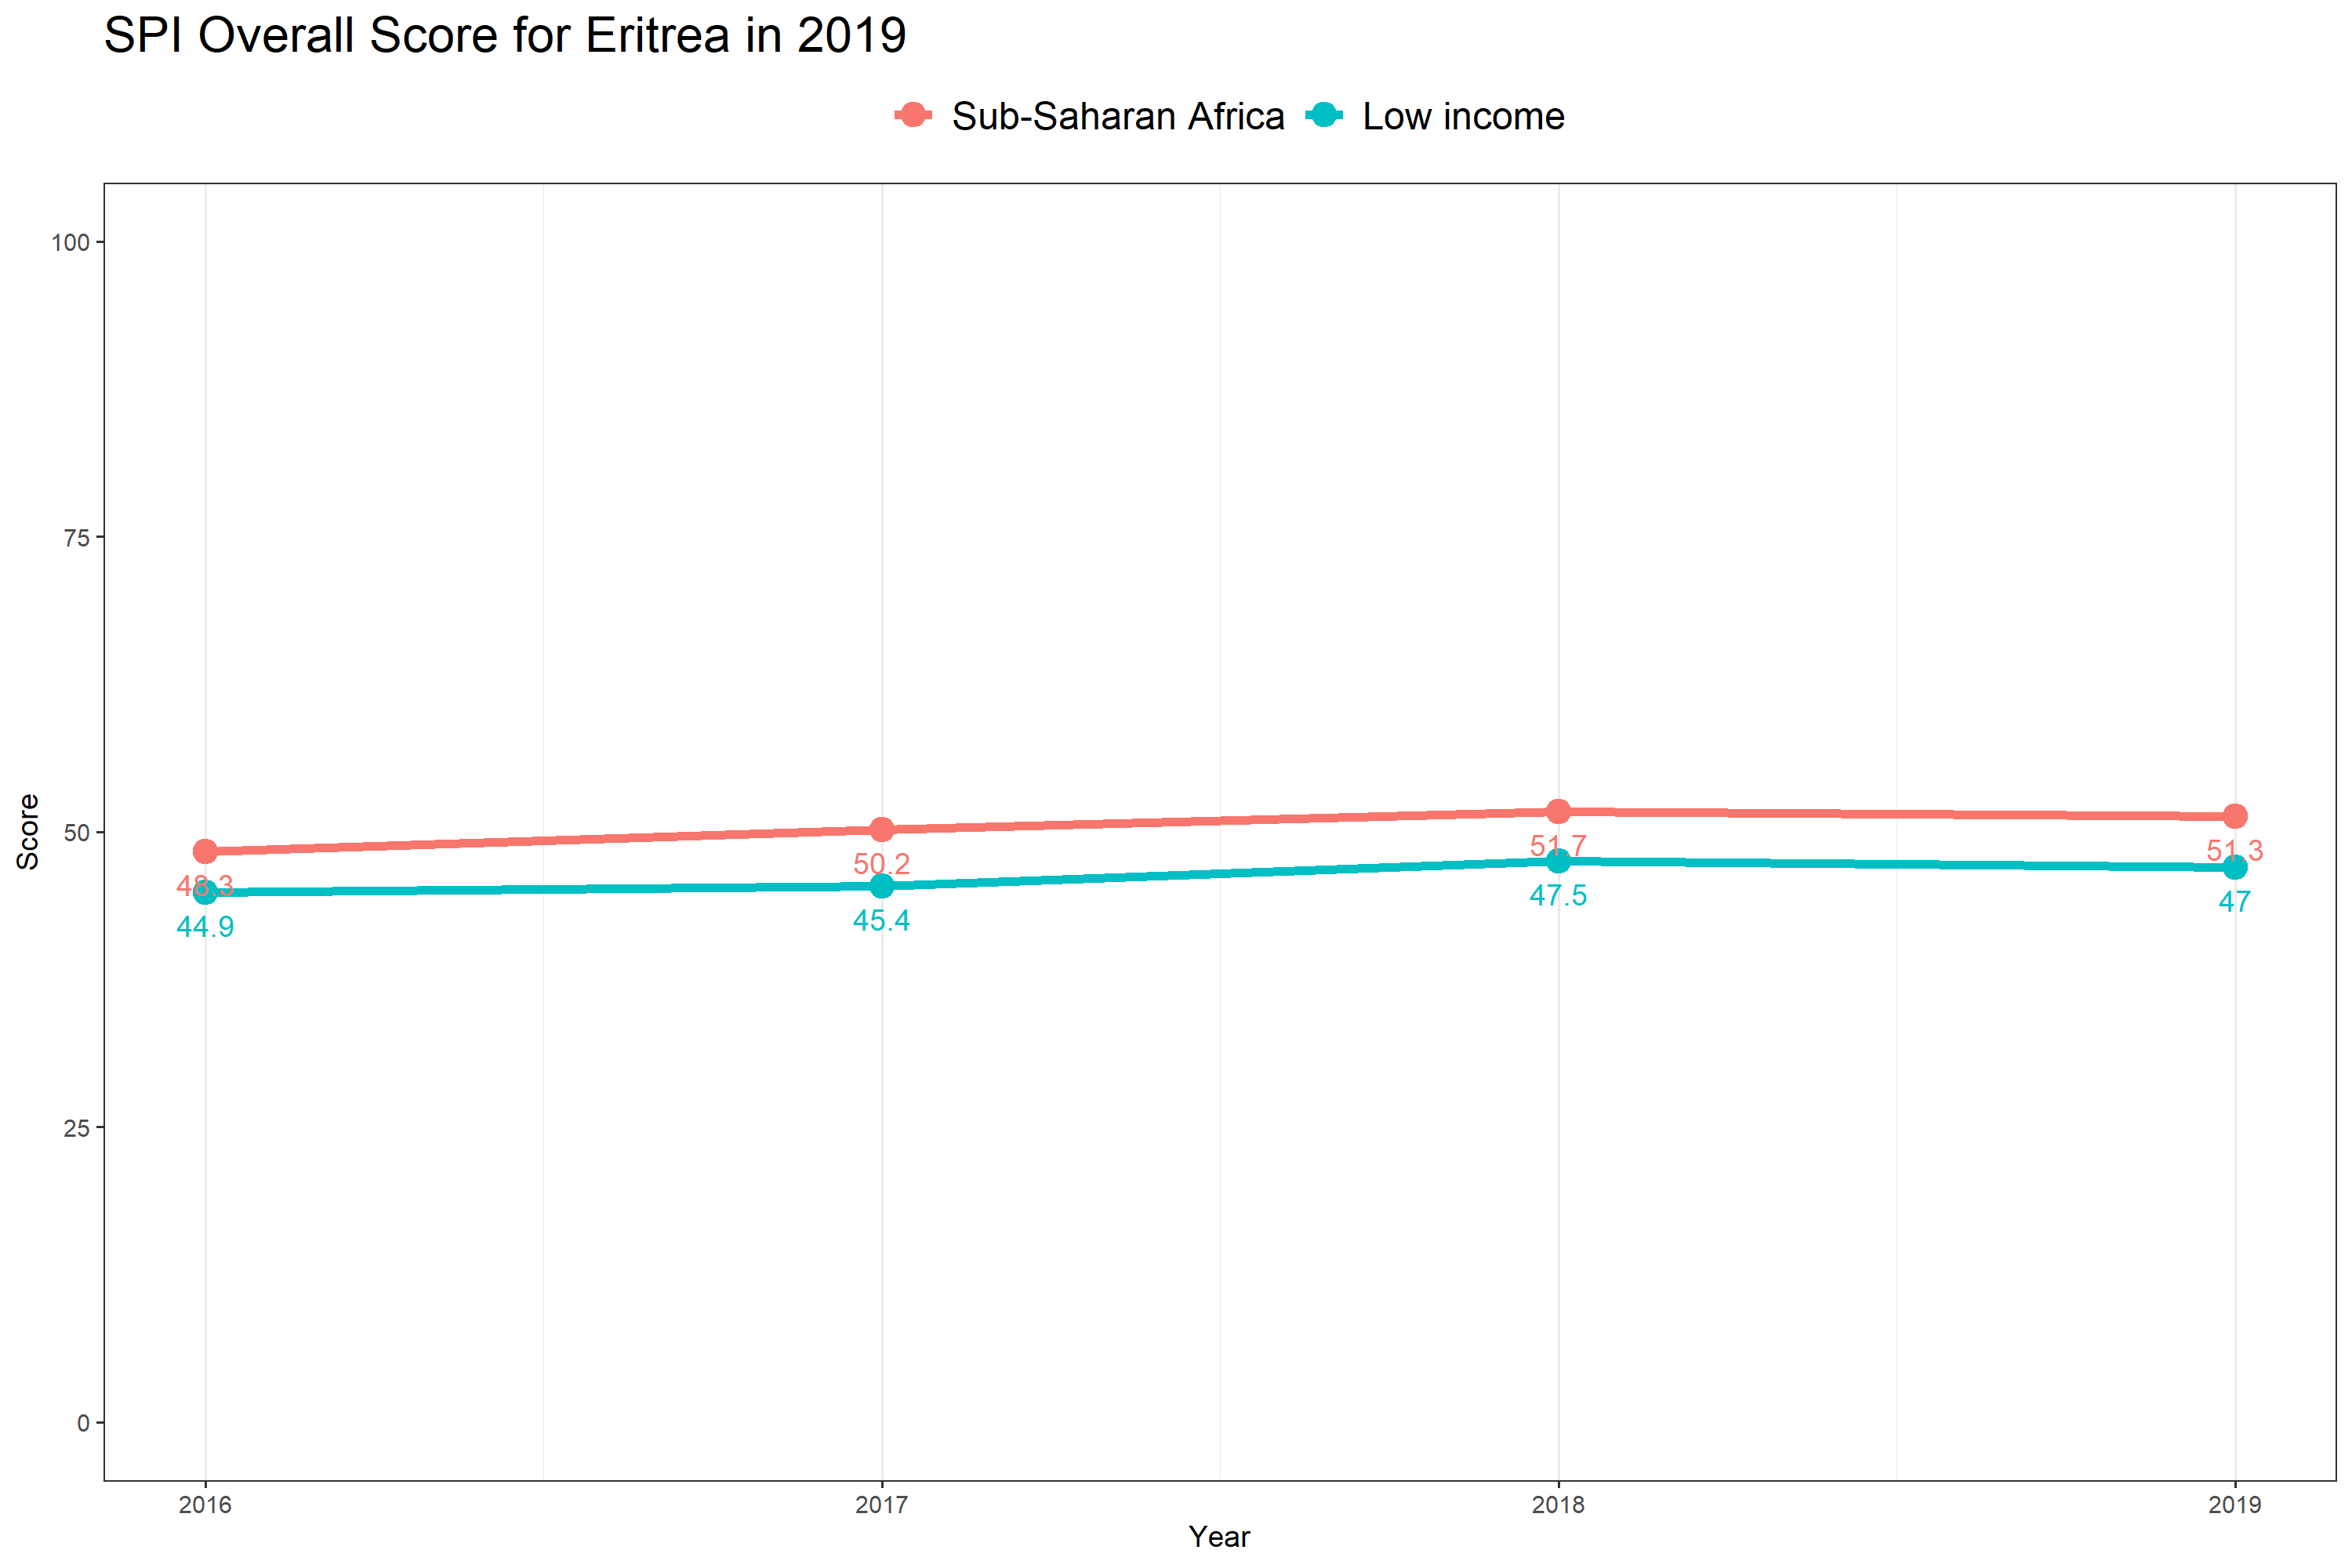 SPI Overall Score for Eritrea in 2019
Sub-Saharan Africa Low income
100
75
50
25
0
Score
48.3 50.2 51.7 51.3
44.9 45.4 47.5 47
2016 2017 2018 2019
Year